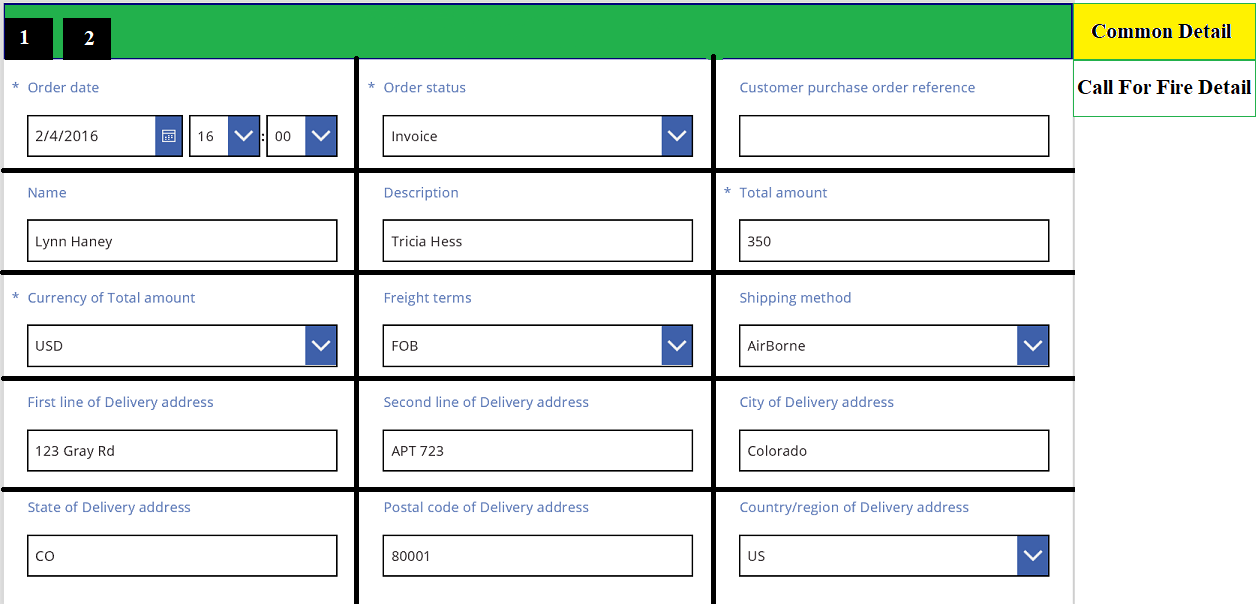 1 2 Common Detail
Call For Fire Detail
* Order date * Order status Customer purchase order reference
2/4/2016 16 : 00 Invoice
Name Description * Total amount
Lynn Haney Tricia Hess 350
* Currency of Total amount Freight terms Shipping method
USD FOB AirBorne
First line of Delivery address Second line of Delivery address City of Delivery address
123 Gray Rd APT 723 Colorado
State of Delivery address Postal code of Delivery address Country/region of Delivery address
CO 80001 US